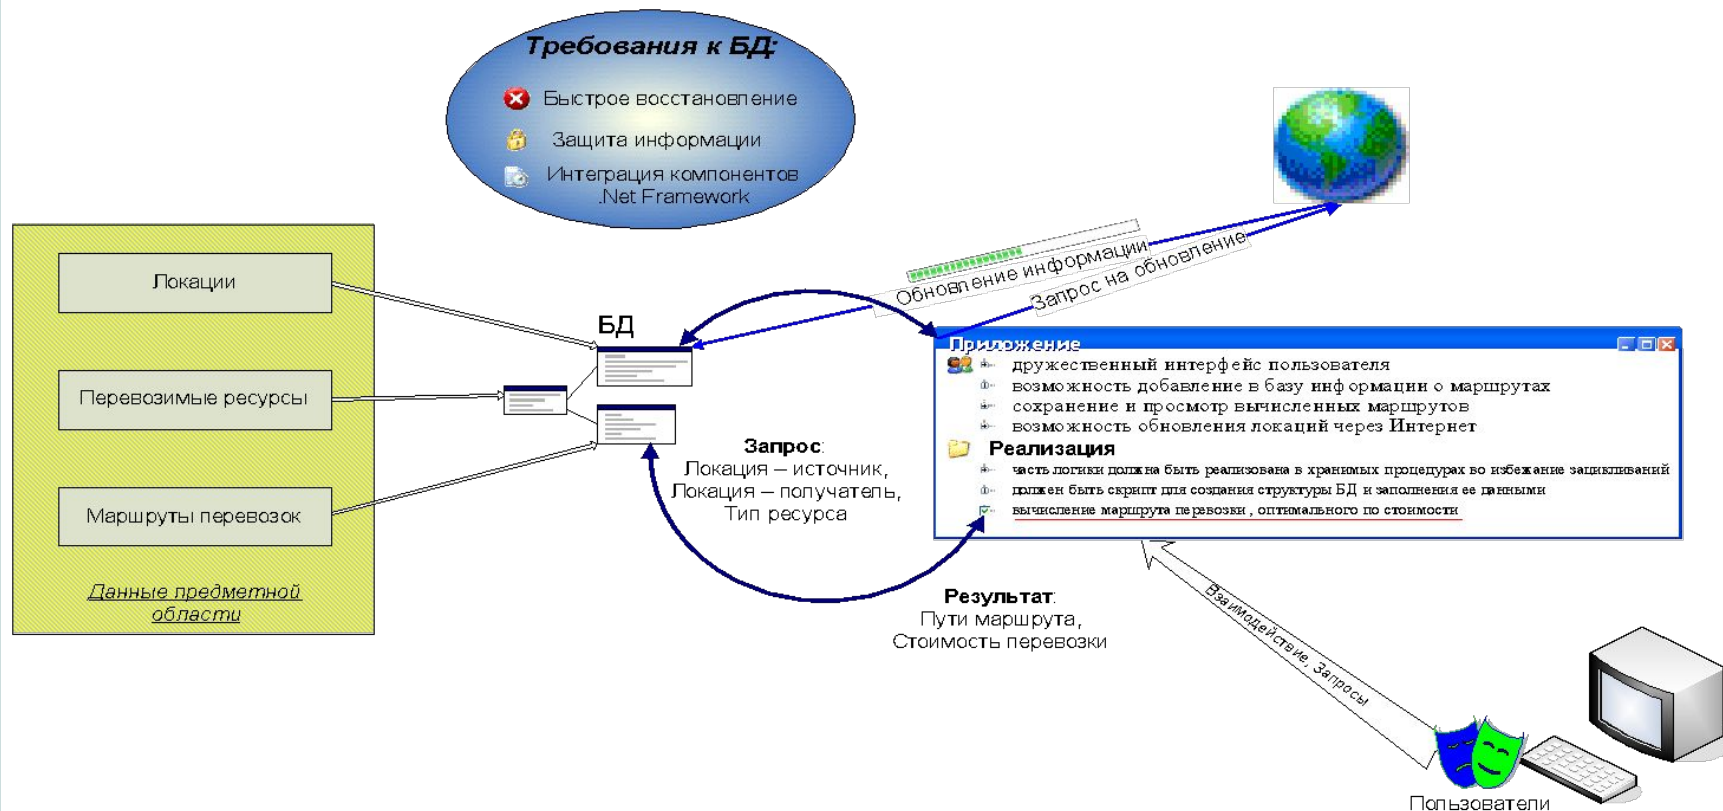 Требования к БД:
Быстрое восстановление
Защита информации
Интеграция компонентов
.Net Framework
Локации
Перевозимые ресурсы
Маршруты перевозок
Данные предметной
области
БД
Обновление информации
Запрос на обновление
Запрос:
Локация – источник,
Локация – получатель,
Тип ресурса
Приложение
дружественный интерфейс пользователя
возможность добавление в базу информации о маршрутах
сохранение и просмотр вычисленных маршрутов
возможность обновления локаций через Интернет
Реализация
часть логики должна быть реализована в хранимых процедурах во избежание зацикливаний
должен быть скрипт для создания структуры БД и заполнения ее данными
вычисление маршрута перевозки , оптимального по стоимости
Результат:
Пути маршрута,
Стоимость перевозки
Взаимодействие, Запросы
Пользователи